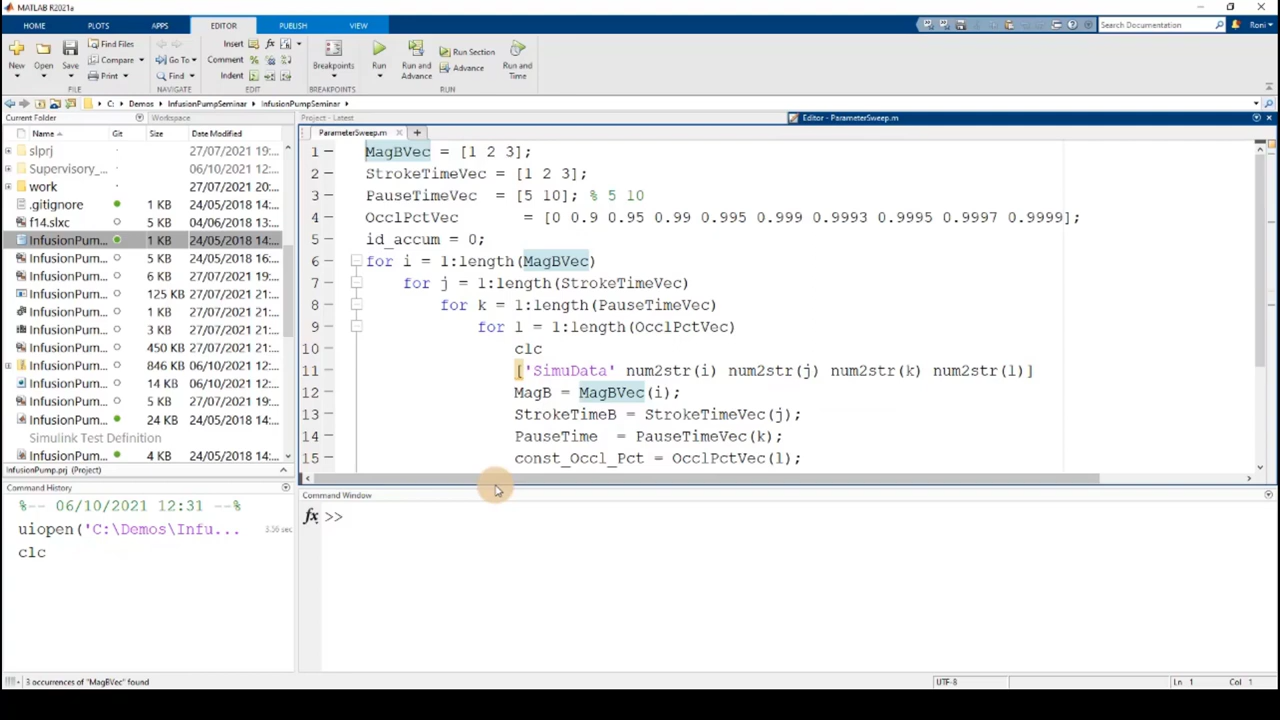 MATLAB R2021a
HOME PLOTS APPS EDITOR PUBLISH VIEW Search Documentation Roni
New Open Save Find Files Compare Print Go To Find Insert Comment Indent Breakpoints Run Run and Advance Run Section Advance Run and Time
FILE NAVIGATE EDIT BREAKPOINTS RUN
C: Demos InfusionPumpSeminar InfusionPumpSeminar
Current Folder Workspace
Name Git Size Date Modified
slprj 27/07/2021 19:...
Supervisory_... 06/10/2021 12:...
work 27/07/2021 20:...
.gitignore 1 KB 24/05/2018 14:...
f14.slxc 5 KB 04/06/2018 13:...
InfusionPum... 1 KB 24/05/2018 14:...
InfusionPum... 5 KB 24/05/2018 16:...
InfusionPum... 6 KB 27/07/2021 19:...
InfusionPum... 125 KB 27/07/2021 21:...
InfusionPum... 1 KB 27/07/2021 21:...
InfusionPum... 3 KB 27/07/2021 21:...
InfusionPum... 450 KB 27/07/2021 21:...
InfusionPum... 846 KB 06/10/2021 12:...
InfusionPum... 14 KB 06/10/2021 12:...
InfusionPum... 5 KB 27/07/2021 19:...
InfusionPum... 24 KB 24/05/2018 14:...
Simulink Test Definition
InfusionPum... 4 KB 24/05/2018 14:...
InfusionPump.prj (Project)
Command History
%-- 06/10/2021 12:31 --%
uiopen('C:\Demos\Infu... 3.56 sec
clc
Project - Latest Editor - ParameterSweep.m
ParameterSweep.m
1 MagBVec = [1 2 3];
2 StrokeTimeVec = [1 2 3];
3 PauseTimeVec = [5 10]; % 5 10
4 OcclPctVec = [0 0.9 0.95 0.99 0.995 0.999 0.9993 0.9995 0.9997 0.9999];
5 id_accum = 0;
6 for i = 1:length(MagBVec)
7 for j = 1:length(StrokeTimeVec)
8 for k = 1:length(PauseTimeVec)
9 for l = 1:length(OcclPctVec)
10 clc
11 ['SimuData' num2str(i) num2str(j) num2str(k) num2str(l)]
12 MagB = MagBVec(i);
13 StrokeTimeB = StrokeTimeVec(j);
14 PauseTime = PauseTimeVec(k);
15 const_Occl_Pct = OcclPctVec(l);
Command Window
fx >>
3 occurrences of "MagBVec" found UTF-8 Ln 1 Col 1